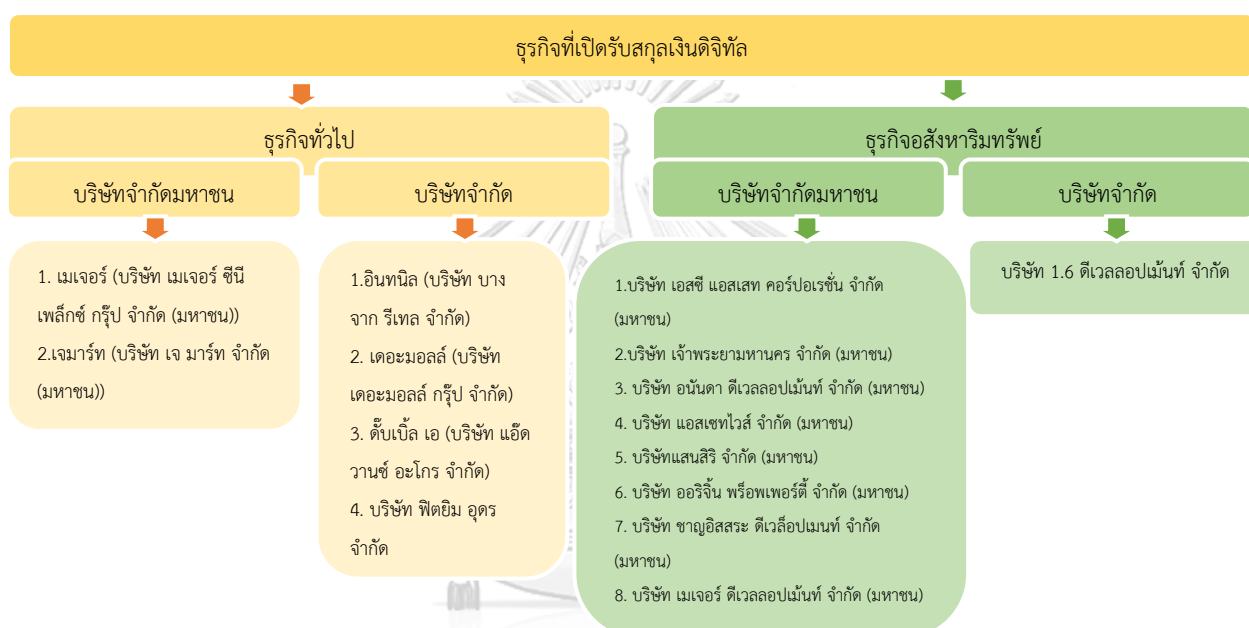 ธุรกิจที่เปิดรับสกุลเงินดิจิทัล
ธุรกิจทั่วไป
บริษัทจำกัดมหาชน
1. เมเจอร์ (บริษัท เมเจอร์ ซีนี
เพล็กซ์ กรุ๊ป จำกัด (มหาชน))
2.เจมาร์ท (บริษัท เจ มาร์ท จำกัด
(มหาชน))
บริษัทจำกัด
1.อินทนิล (บริษัท บาง
จาก รีเทล จำกัด)
2. เดอะมอลล์ (บริษัท
เดอะมอลล์ กรุ๊ป จำกัด)
3. ดั๊บเบิ้ล เอ (บริษัท แอ๊ด
วานซ์ อะโกร จำกัด)
4. บริษัท ฟิตยิม อุดร
จำกัด
ธุรกิจอสังหาริมทรัพย์
บริษัทจำกัดมหาชน
1.บริษัท เอสซี แอสเสท คอร์ปอเรชั่น จำกัด
(มหาชน)
2.บริษัท เจ้าพระยามหานคร จำกัด (มหาชน)
3. บริษัท อนันดา ดีเวลลอปเม้นท์ จำกัด (มหาชน)
4. บริษัท แอสเซทไวส์ จำกัด (มหาชน)
5. บริษัทแสนสิริ จำกัด (มหาชน)
6. บริษัท ออริจิ้น พร็อพเพอร์ตี้ จำกัด (มหาชน)
7. บริษัท ชาญอิสสระ ดีเวล็อปเมนท์ จำกัด
(มหาชน)
8. บริษัท เมเจอร์ ดีเวลลอปเม้นท์ จำกัด (มหาชน)
บริษัทจำกัด
บริษัท 1.6 ดีเวลลอปเม้นท์ จำกัด